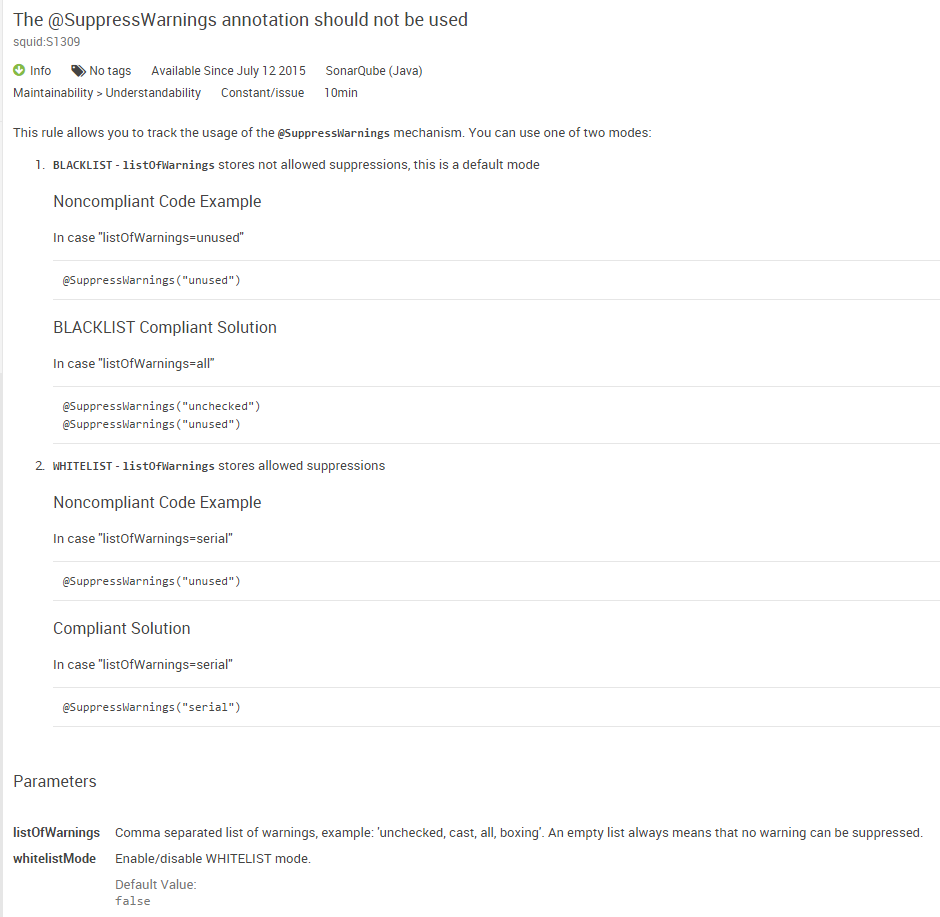 The @SuppressWarnings annotation should not be used
squid:S1309
Info No tags Available Since July 12 2015 SonarQube (Java)
Maintainability > Understandability Constant/issue 10min
This rule allows you to track the usage of the @SuppressWarnings mechanism. You can use one of two modes:
1. BLACKLIST - listOfWarnings stores not allowed suppressions, this is a default mode
Noncompliant Code Example
In case "listOfWarnings=unused"
@SuppressWarnings("unused")
BLACKLIST Compliant Solution
In case "listOfWarnings=all"
@SuppressWarnings("unchecked")
@SuppressWarnings("unused")
2. WHITELIST - listOfWarnings stores allowed suppressions
Noncompliant Code Example
In case "listOfWarnings=serial"
@SuppressWarnings("unused")
Compliant Solution
In case "listOfWarnings=serial"
@SuppressWarnings("serial")
Parameters
listOfWarnings Comma separated list of warnings, example: 'unchecked, cast, all, boxing'. An empty list always means that no warning can be suppressed.
whitelistMode Enable/disable WHITELIST mode.
Default Value:
false